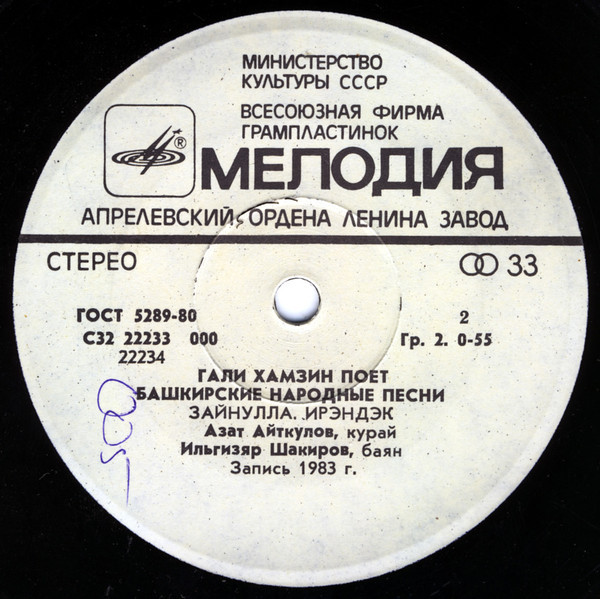 МИНИСТЕРСТВО
КУЛЬТУРЫ СССР
ВСЕСОЮЗНАЯ ФИРМА
ГРАМПЛАСТИНОК
®
МЕЛОДИЯ
АПРЕЛЕВСКИЙ ОРДЕНА ЛЕНИНА ЗАВОД
СТЕРЕО 33
ГОСТ 5289-80 2
С32 22233 000 Гр. 2. 0-55
22234
ГАЛИ ХАМЗИН ПОЕТ
БАШКИРСКИЕ НАРОДНЫЕ ПЕСНИ
ЗАЙНУЛЛА. ИРЭНДЭК
Азат Айткулов, курай
Ильгизяр Шакиров, баян
Запись 1983 г.